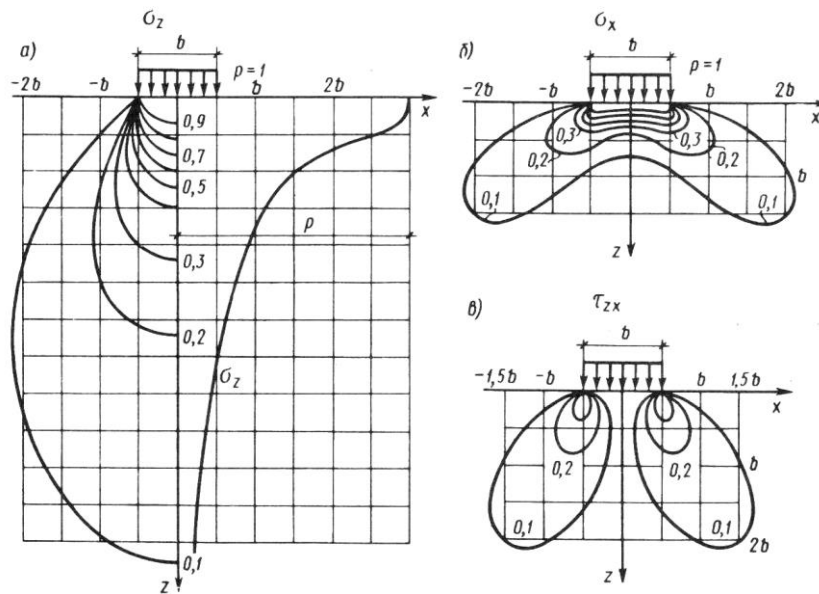 σz
а)
b
p=1
−2b
−b
b
2b
x
0,9
0,7
0,5
p
0,3
0,2
σz
0,1
z
σx
б)
b
p=1
−2b
−b
b
2b
x
0,3
0,3
0,2
0,2
b
0,1
0,1
z
τzx
в)
b
−1,5b
−b
b
1,5b
x
0,2
0,2
b
0,1
0,1
2b
z